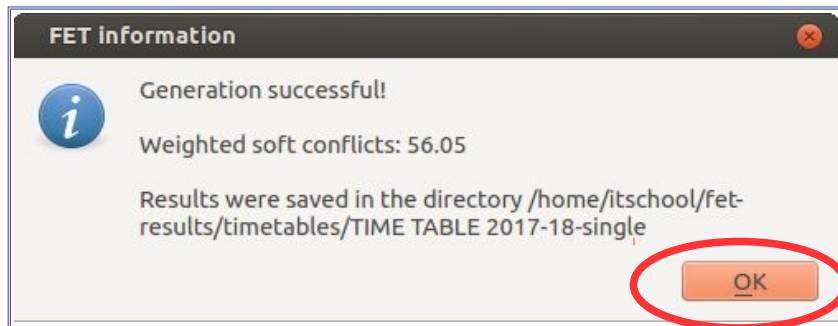 FET information
Generation successful!
Weighted soft conflicts: 56.05
Results were saved in the directory /home/itschool/fet-
results/timetables/TIME TABLE 2017-18-single
OK